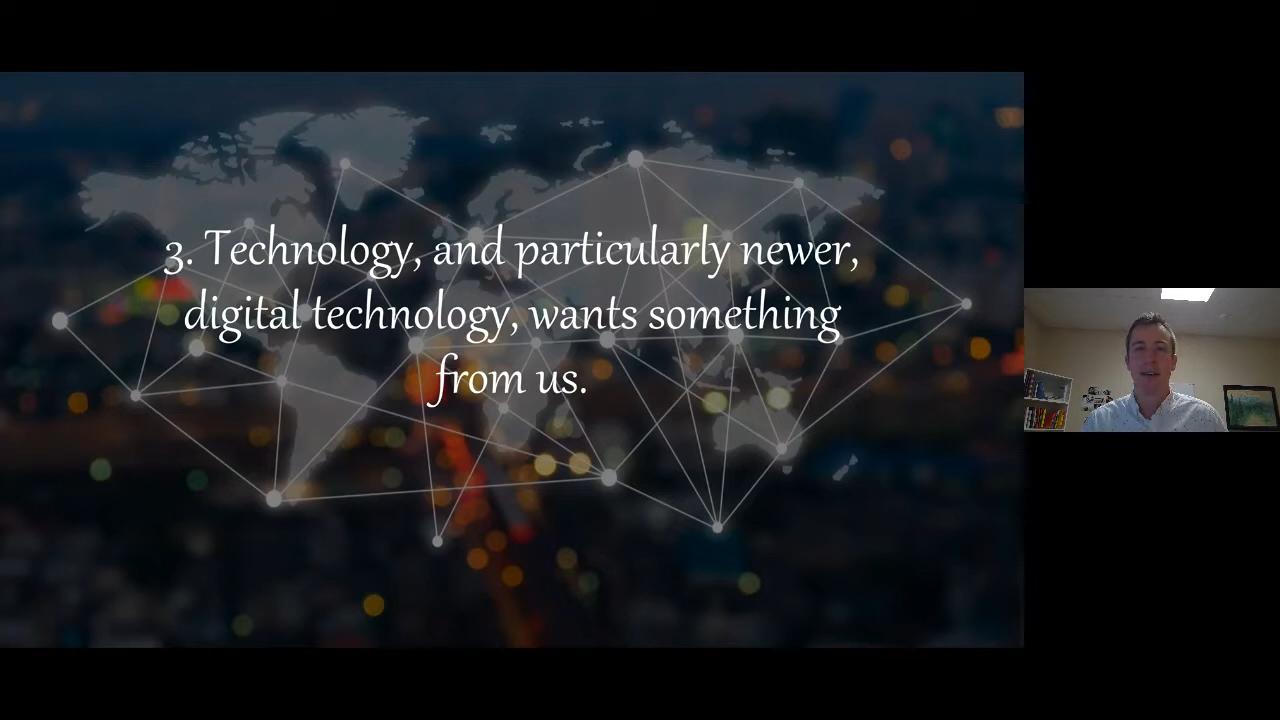 3. Technology, and particularly newer,
digital technology, wants something
from us.